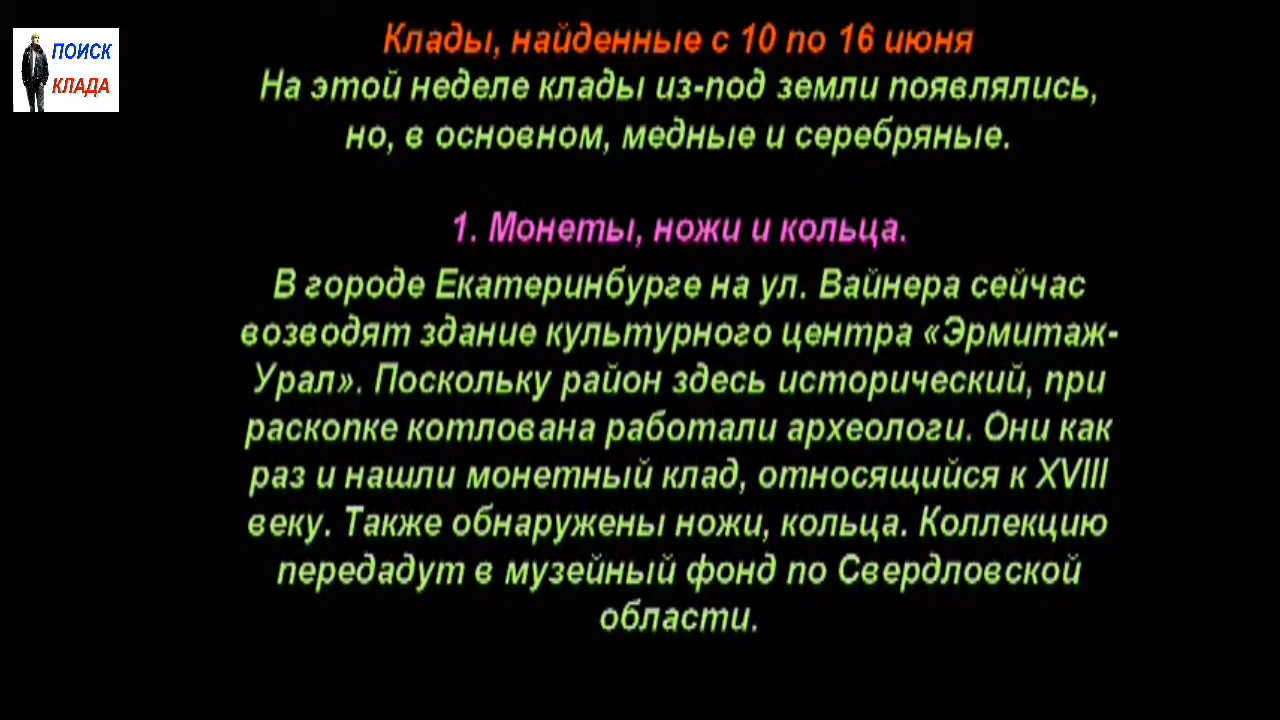 ПОИСК
КЛАДА
Клады, найденные с 10 по 16 июня
На этой неделе клады из-под земли появлялись,
но, в основном, медные и серебряные.
1. Монеты, ножи и кольца.
В городе Екатеринбурге на ул. Вайнера сейчас
возводят здание культурного центра «Эрмитаж-
Урал». Поскольку район здесь исторический, при
раскопке котлована работали археологи. Они как
раз и нашли монетный клад, относящийся к XVIII
веку. Также обнаружены ножи, кольца. Коллекцию
передадут в музейный фонд по Свердловской
области.